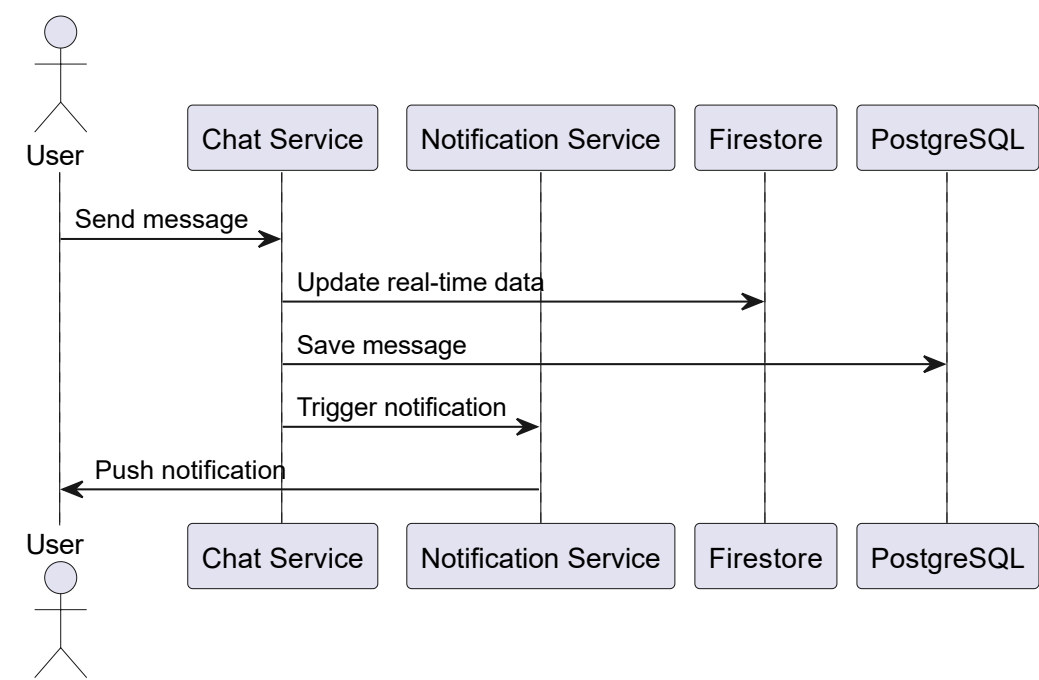 User
Chat Service
Notification Service
Firestore
PostgreSQL
Send message
Update real-time data
Save message
Trigger notification
Push notification
User
Chat Service
Notification Service
Firestore
PostgreSQL